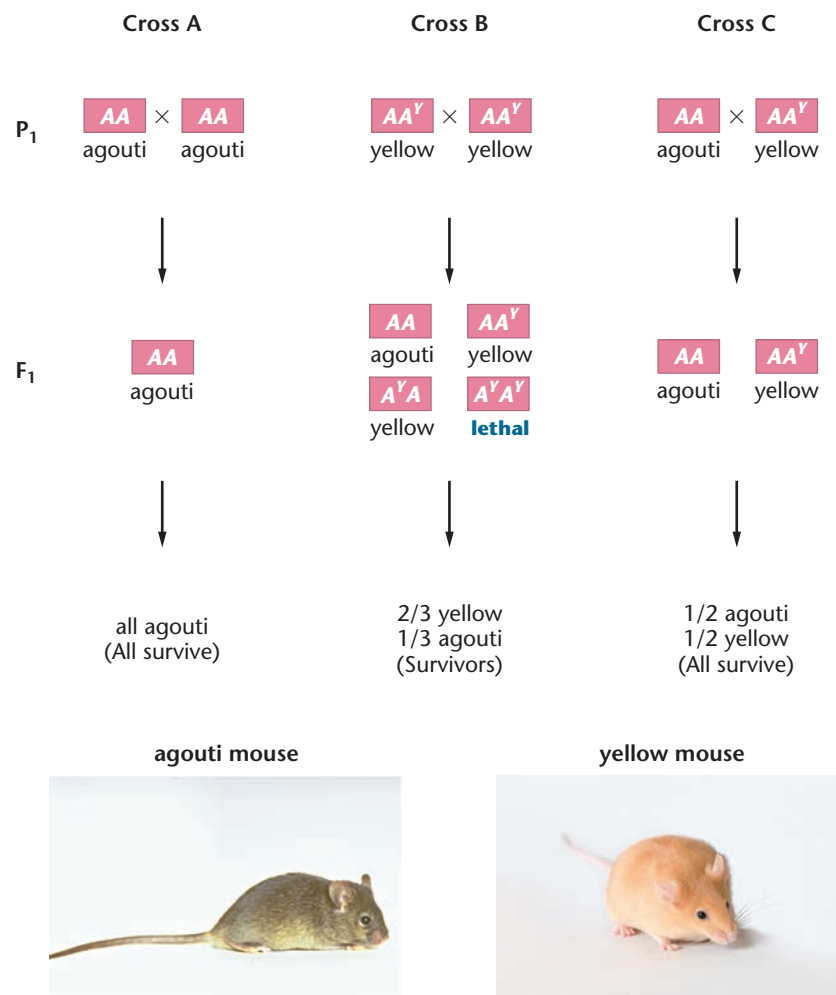 Cross A Cross B Cross C
P₁ AA × AA AAʸ × AAʸ AA × AAʸ
agouti agouti yellow yellow agouti yellow
AA AAʸ
agouti yellow
F₁ AA AA AAʸ
agouti agouti yellow
AʸA AʸAʸ
yellow lethal
all agouti
(All survive)
2/3 yellow
1/3 agouti
(Survivors)
1/2 agouti
1/2 yellow
(All survive)
agouti mouse yellow mouse